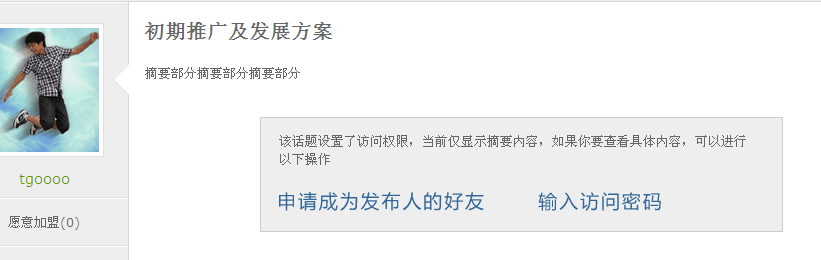 初期推广及发展方案
摘要部分摘要部分摘要部分
该话题设置了访问权限，当前仅显示摘要内容，如果你要查看具体内容，可以进行
以下操作
申请成为发布人的好友 输入访问密码
tgoooo
愿意加盟(0)